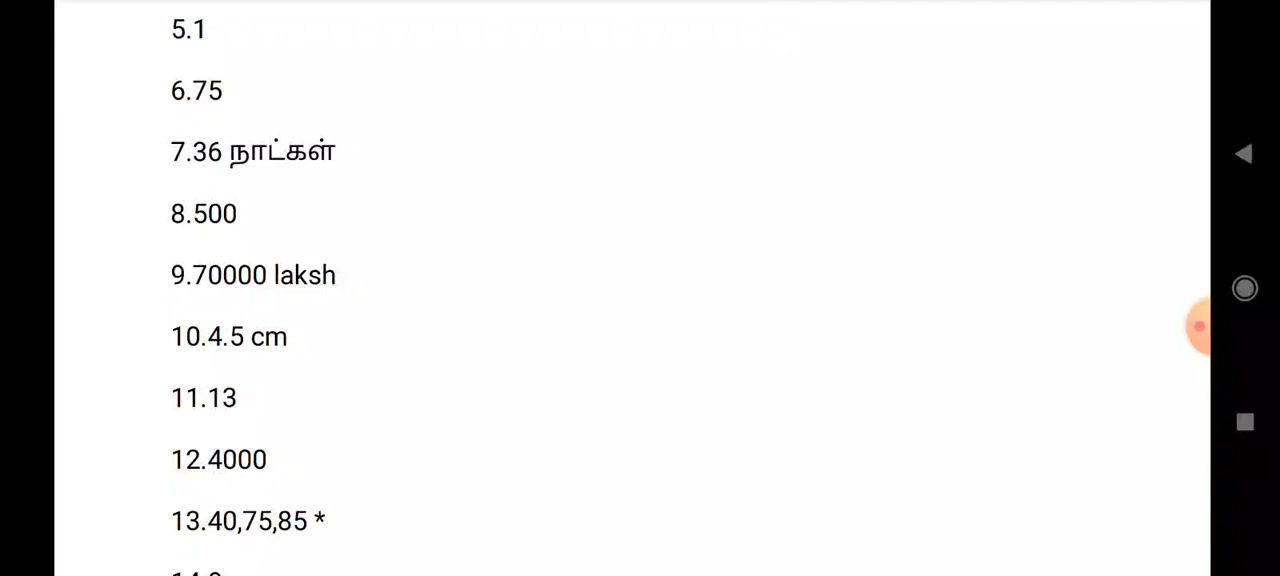 5.1
6.75
7.36 நாட்கள்
8.500
9.70000 laksh
10.4.5 cm
11.13
12.4000
13.40,75,85 *